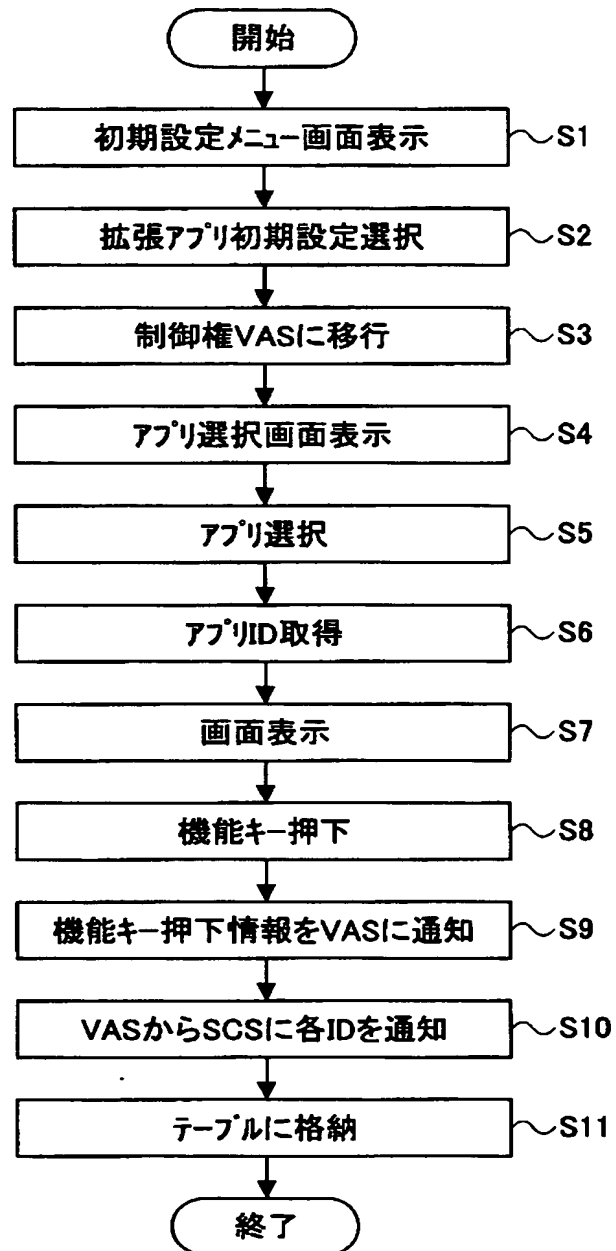 開始
初期設定メニュー画面表示 S1
拡張アプリ初期設定選択 S2
制御権VASに移行 S3
アプリ選択画面表示 S4
アプリ選択 S5
アプリID取得 S6
画面表示 S7
機能キー押下 S8
機能キー押下情報をVASに通知 S9
VASからSCSに各IDを通知 S10
テーブルに格納 S11
終了